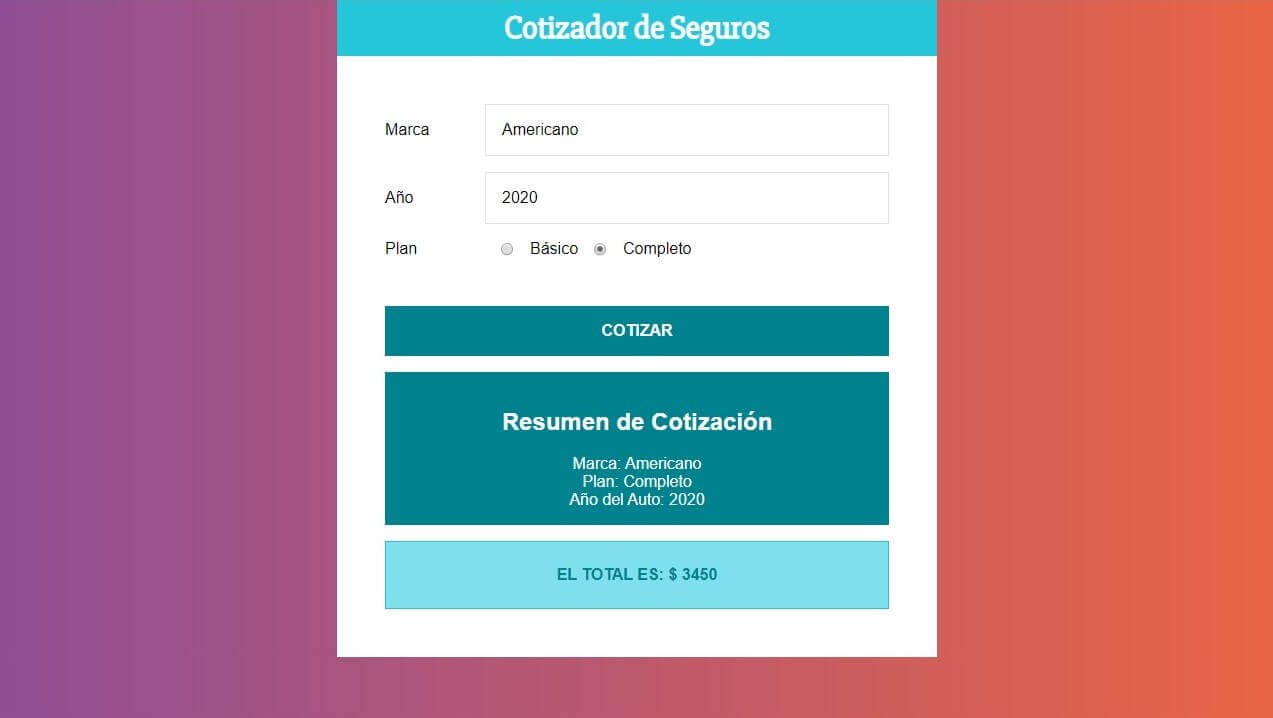 Cotizador de Seguros
Marca Americano
Año 2020
Plan Básico Completo
COTIZAR
Resumen de Cotización
Marca: Americano
Plan: Completo
Año del Auto: 2020
EL TOTAL ES: $ 3450